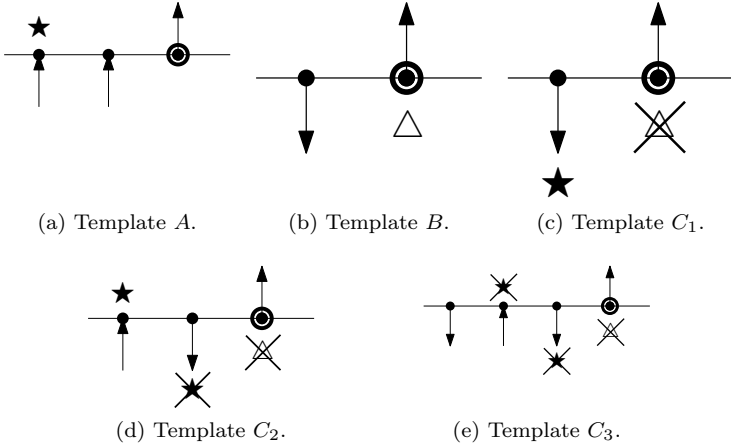 (a) Template A.
(b) Template B.
(c) Template C₁.
(d) Template C₂.
(e) Template C₃.